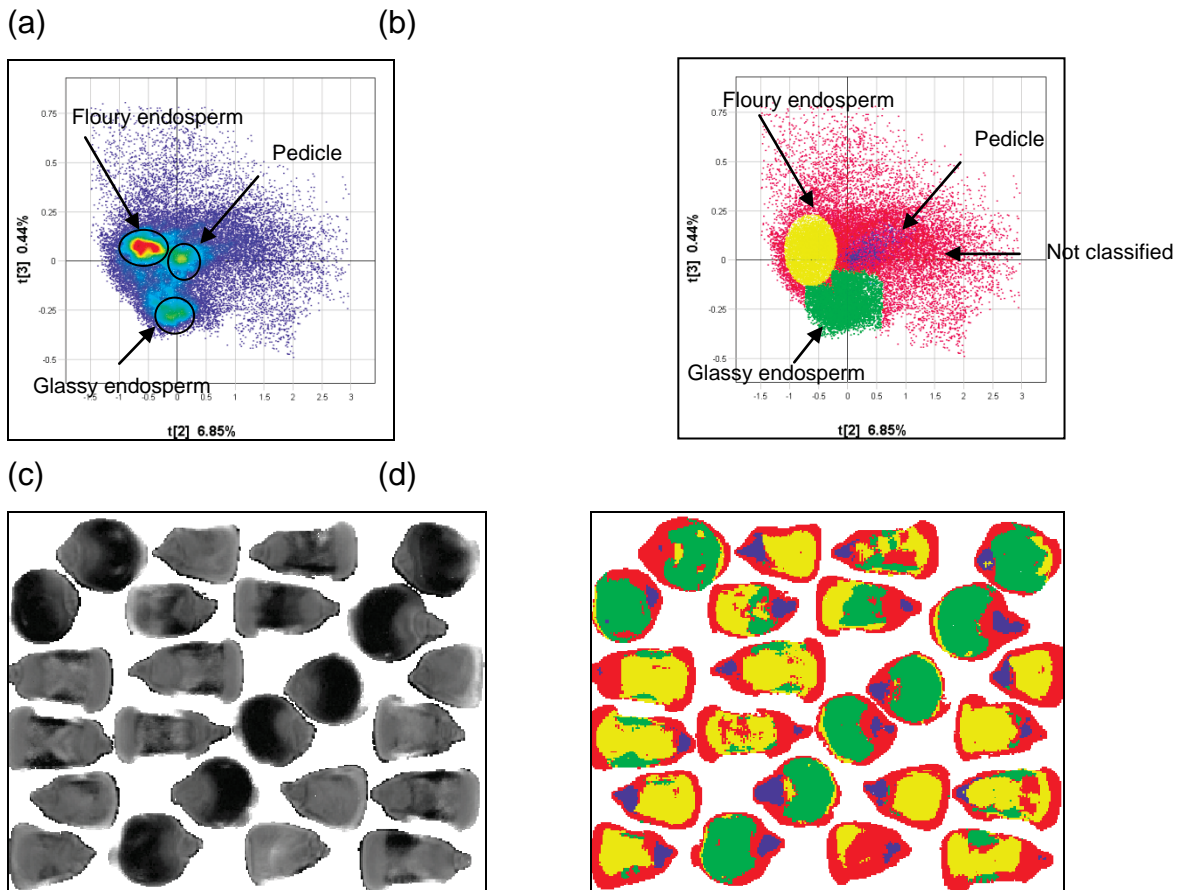 (a)
(b)
Floury endosperm
Pedicle
Glassy endosperm
0.75
0.5
0.25
0
-0.25
-0.5
-1 -0.5 0 0.5 1 1.5 2 2.5 3
t[3] 0.44%
t[2] 6.85%
Floury endosperm
Pedicle
Not classified
Glassy endosperm
0.75
0.5
0.25
0
-0.25
-0.5
-1.5 -1 -0.5 0 0.5 1 1.5 2 2.5 3
t[3] 0.44%
t[2] 6.85%
(c)
(d)